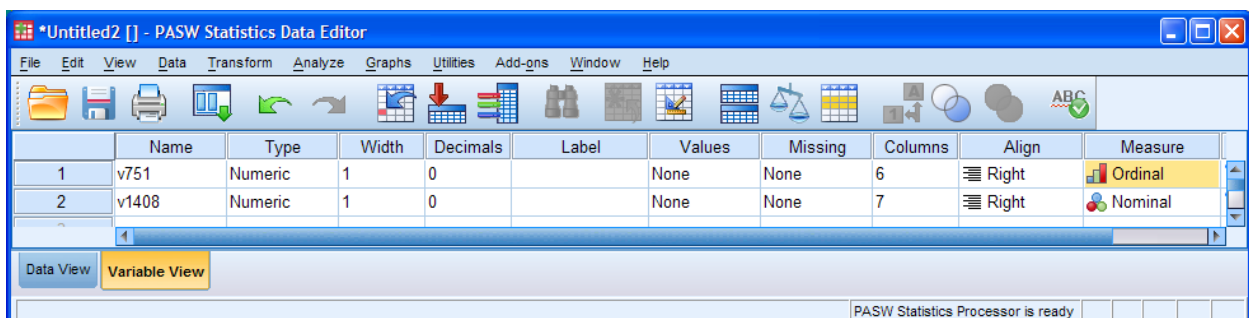 *Untitled2 [] - PASW Statistics Data Editor
File Edit View Data Transform Analyze Graphs Utilities Add-ons Window Help
A 1 ABC
Name Type Width Decimals Label Values Missing Columns Align Measure
1 v751 Numeric 1 0 None None 6 Right Ordinal
2 v1408 Numeric 1 0 None None 7 Right Nominal
Data View Variable View
PASW Statistics Processor is ready